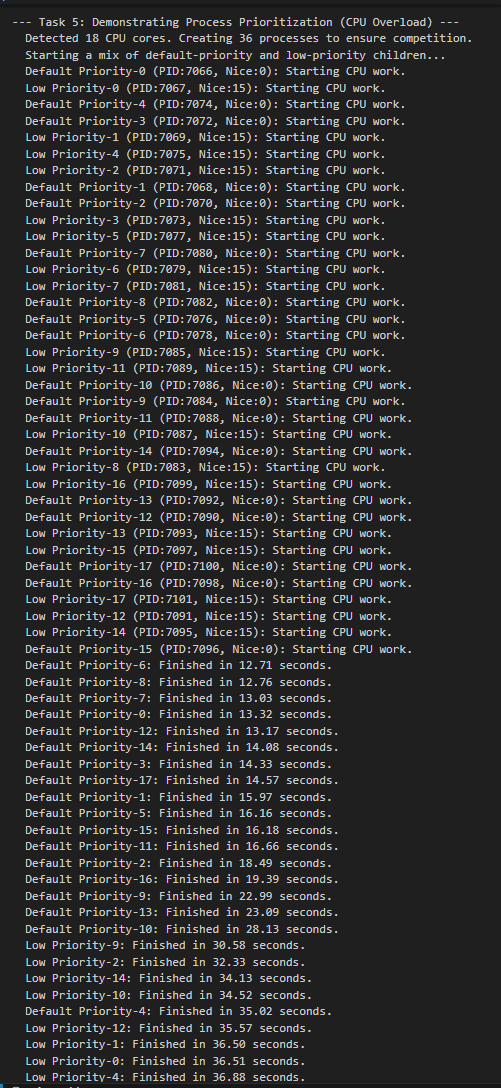 --- Task 5: Demonstrating Process Prioritization (CPU Overload) ---
Detected 18 CPU cores. Creating 36 processes to ensure competition.
Starting a mix of default-priority and low-priority children...
Default Priority-0 (PID:7066, Nice:0): Starting CPU work.
Low Priority-0 (PID:7067, Nice:15): Starting CPU work.
Default Priority-4 (PID:7074, Nice:0): Starting CPU work.
Default Priority-3 (PID:7072, Nice:0): Starting CPU work.
Low Priority-1 (PID:7069, Nice:15): Starting CPU work.
Low Priority-4 (PID:7075, Nice:15): Starting CPU work.
Low Priority-2 (PID:7071, Nice:15): Starting CPU work.
Default Priority-1 (PID:7068, Nice:0): Starting CPU work.
Default Priority-2 (PID:7070, Nice:0): Starting CPU work.
Low Priority-3 (PID:7073, Nice:15): Starting CPU work.
Low Priority-5 (PID:7077, Nice:15): Starting CPU work.
Default Priority-7 (PID:7080, Nice:0): Starting CPU work.
Low Priority-6 (PID:7079, Nice:15): Starting CPU work.
Low Priority-7 (PID:7081, Nice:15): Starting CPU work.
Default Priority-8 (PID:7082, Nice:0): Starting CPU work.
Default Priority-5 (PID:7076, Nice:0): Starting CPU work.
Default Priority-6 (PID:7078, Nice:0): Starting CPU work.
Low Priority-9 (PID:7085, Nice:15): Starting CPU work.
Low Priority-11 (PID:7089, Nice:15): Starting CPU work.
Default Priority-10 (PID:7086, Nice:0): Starting CPU work.
Default Priority-9 (PID:7084, Nice:0): Starting CPU work.
Default Priority-11 (PID:7088, Nice:0): Starting CPU work.
Low Priority-10 (PID:7087, Nice:15): Starting CPU work.
Default Priority-14 (PID:7094, Nice:0): Starting CPU work.
Low Priority-8 (PID:7083, Nice:15): Starting CPU work.
Low Priority-16 (PID:7099, Nice:15): Starting CPU work.
Default Priority-13 (PID:7092, Nice:0): Starting CPU work.
Default Priority-12 (PID:7090, Nice:0): Starting CPU work.
Low Priority-13 (PID:7093, Nice:15): Starting CPU work.
Low Priority-15 (PID:7097, Nice:15): Starting CPU work.
Default Priority-17 (PID:7100, Nice:0): Starting CPU work.
Default Priority-16 (PID:7098, Nice:0): Starting CPU work.
Low Priority-17 (PID:7101, Nice:15): Starting CPU work.
Low Priority-12 (PID:7091, Nice:15): Starting CPU work.
Low Priority-14 (PID:7095, Nice:15): Starting CPU work.
Default Priority-15 (PID:7096, Nice:0): Starting CPU work.
Default Priority-6: Finished in 12.71 seconds.
Default Priority-8: Finished in 12.76 seconds.
Default Priority-7: Finished in 13.03 seconds.
Default Priority-0: Finished in 13.32 seconds.
Default Priority-12: Finished in 13.17 seconds.
Default Priority-14: Finished in 14.08 seconds.
Default Priority-3: Finished in 14.33 seconds.
Default Priority-17: Finished in 14.57 seconds.
Default Priority-1: Finished in 15.97 seconds.
Default Priority-5: Finished in 16.16 seconds.
Default Priority-15: Finished in 16.18 seconds.
Default Priority-11: Finished in 16.66 seconds.
Default Priority-2: Finished in 18.49 seconds.
Default Priority-16: Finished in 19.39 seconds.
Default Priority-9: Finished in 22.99 seconds.
Default Priority-13: Finished in 23.09 seconds.
Default Priority-10: Finished in 28.13 seconds.
Low Priority-9: Finished in 30.58 seconds.
Low Priority-2: Finished in 32.33 seconds.
Low Priority-14: Finished in 34.13 seconds.
Low Priority-10: Finished in 34.52 seconds.
Default Priority-4: Finished in 35.02 seconds.
Low Priority-12: Finished in 35.57 seconds.
Low Priority-1: Finished in 36.50 seconds.
Low Priority-0: Finished in 36.51 seconds.
Low Priority-4: Finished in 36.88 seconds.